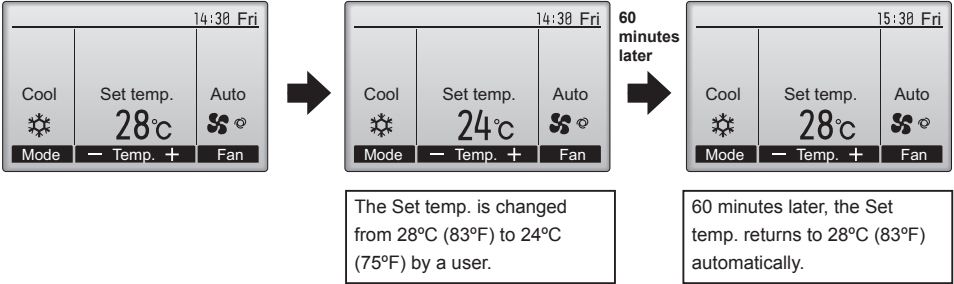 14:30 Fri
Cool Set temp. Auto
28°C
Mode — Temp. + Fan
14:30 Fri
Cool Set temp. Auto
24°C
Mode — Temp. + Fan
60
minutes
later
15:30 Fri
Cool Set temp. Auto
28°C
Mode — Temp. + Fan
The Set temp. is changed
from 28ºC (83ºF) to 24ºC
(75ºF) by a user.
60 minutes later, the Set
temp. returns to 28ºC (83ºF)
automatically.